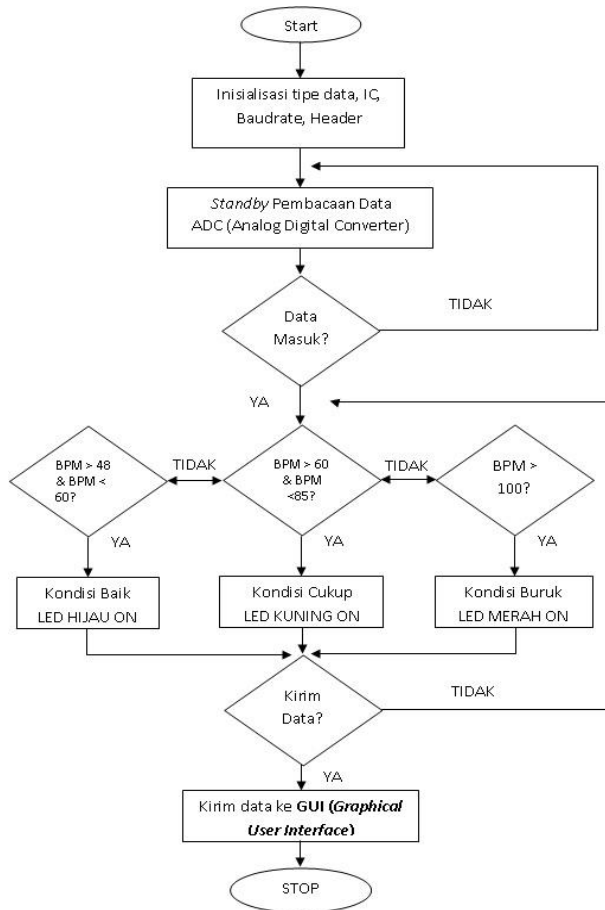 Start
Inisialisasi tipe data, IC,
Baudrate, Header
Standby Pembacaan Data
ADC (Analog Digital Converter)
Data
Masuk?
TIDAK
YA
BPM > 48
& BPM <
60?
TIDAK
BPM > 60
& BPM
<85?
TIDAK
BPM >
100?
YA
YA
YA
Kondisi Baik
LED HIJAU ON
Kondisi Cukup
LED KUNING ON
Kondisi Buruk
LED MERAH ON
Kirim
Data?
TIDAK
YA
Kirim data ke GUI (Graphical
User Interface)
STOP